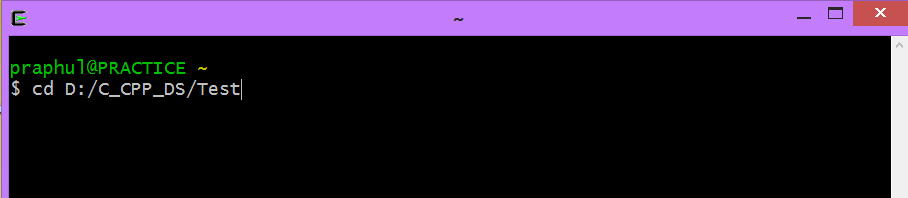 ~
praphul@PRACTICE ~
$ cd D:/C_CPP_DS/Test